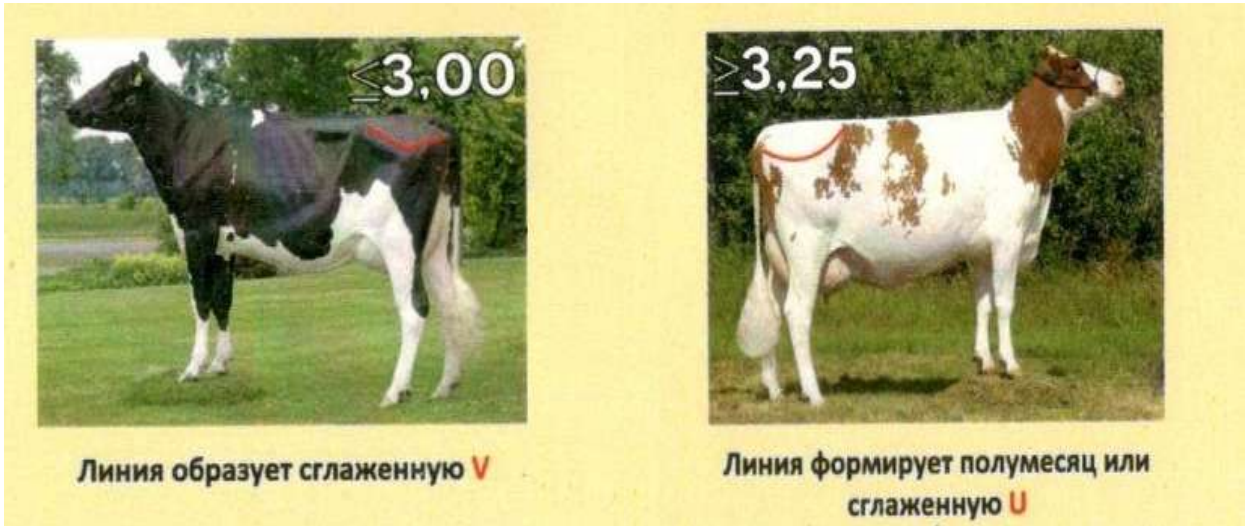 ≤3,00
≥3,25
Линия образует сглаженную V
Линия формирует полумесяц или
сглаженную U